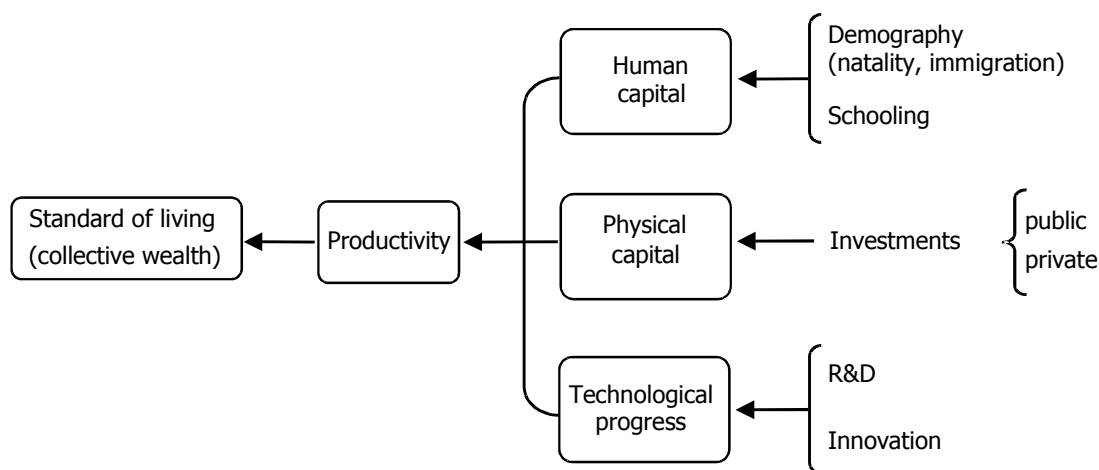 Standard of living
(collective wealth)
Productivity
Human
capital
Demography
(natality, immigration)
Schooling
Physical
capital
Investments
public
private
Technological
progress
R&D
Innovation